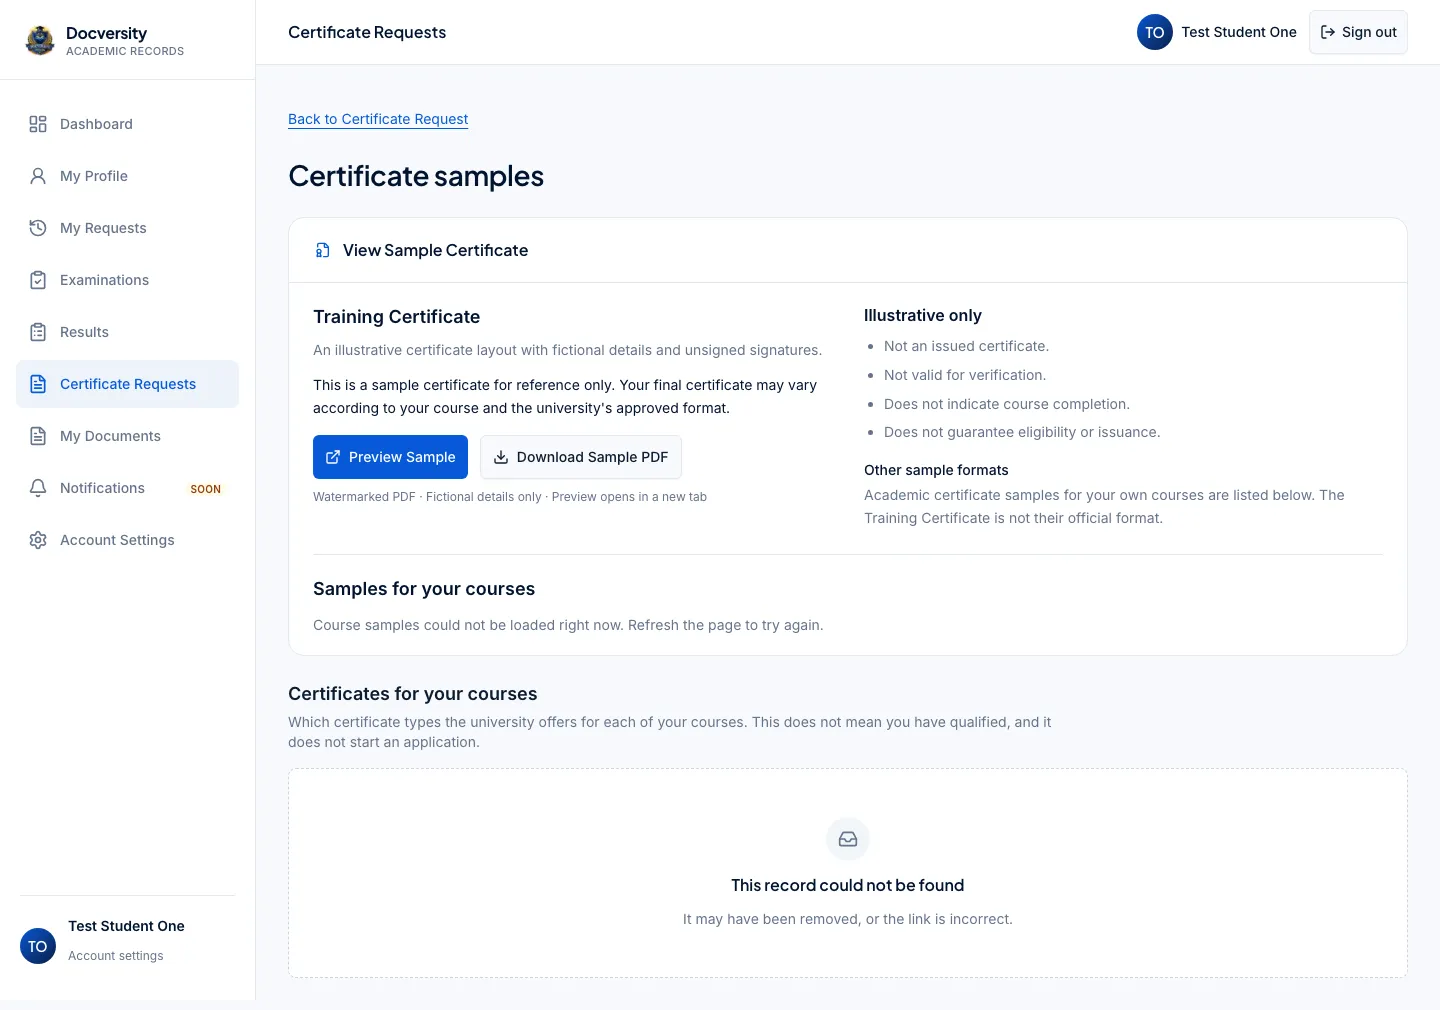 Docversity
ACADEMIC RECORDS
Certificate Requests
TO
Test Student One
Sign out
Dashboard
My Profile
My Requests
Examinations
Results
Certificate Requests
My Documents
Notifications
SOON
Account Settings
Back to Certificate Request
Certificate samples
View Sample Certificate
Training Certificate
An illustrative certificate layout with fictional details and unsigned signatures.
This is a sample certificate for reference only. Your final certificate may vary
according to your course and the university's approved format.
Preview Sample
Download Sample PDF
Watermarked PDF · Fictional details only · Preview opens in a new tab
Illustrative only
Not an issued certificate.
Not valid for verification.
Does not indicate course completion.
Does not guarantee eligibility or issuance.
Other sample formats
Academic certificate samples for your own courses are listed below. The
Training Certificate is not their official format.
Samples for your courses
Course samples could not be loaded right now. Refresh the page to try again.
Certificates for your courses
Which certificate types the university offers for each of your courses. This does not mean you have qualified, and it
does not start an application.
This record could not be found
It may have been removed, or the link is incorrect.
TO
Test Student One
Account settings